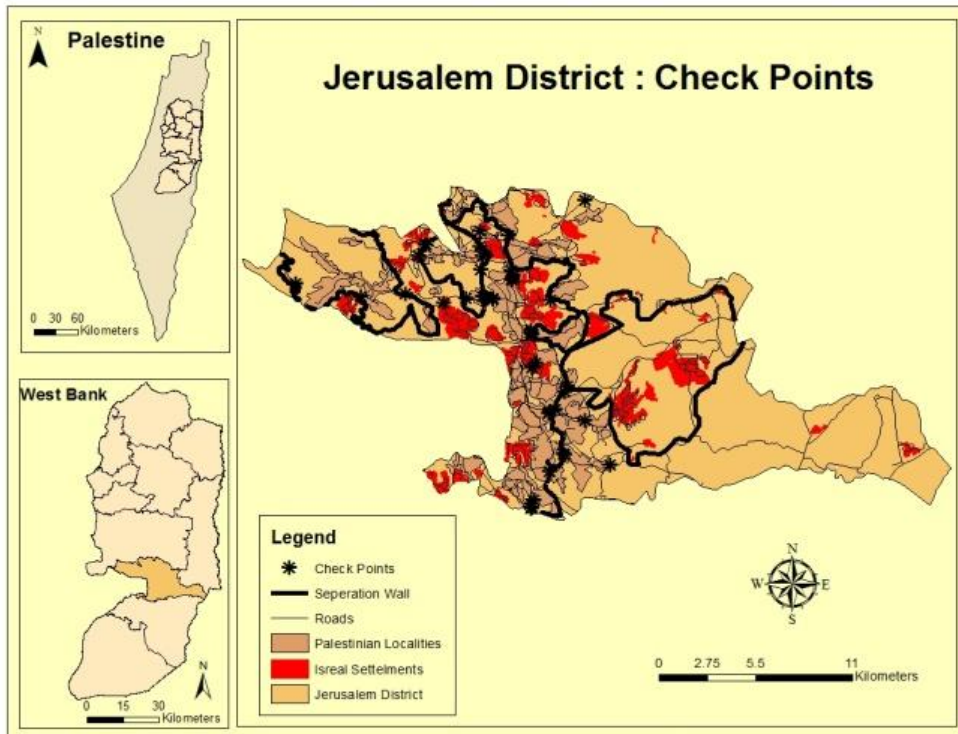 N
Palestine
0 30 60
Kilometers
West Bank
N
0 15 30
Kilometers
Jerusalem District : Check Points
Legend
Check Points
Seperation Wall
Roads
Palestinian Localities
Isreal Settelments
Jerusalem District
N
W E
S
0 2.75 5.5 11
Kilometers